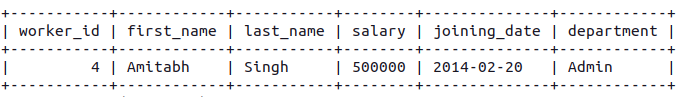 +-----------+------------+-----------+--------+--------------+------------+
| worker_id | first_name | last_name | salary | joining_date | department |
+-----------+------------+-----------+--------+--------------+------------+
|         4 | Amitabh    | Singh     | 500000 | 2014-02-20   | Admin      |
+-----------+------------+-----------+--------+--------------+------------+